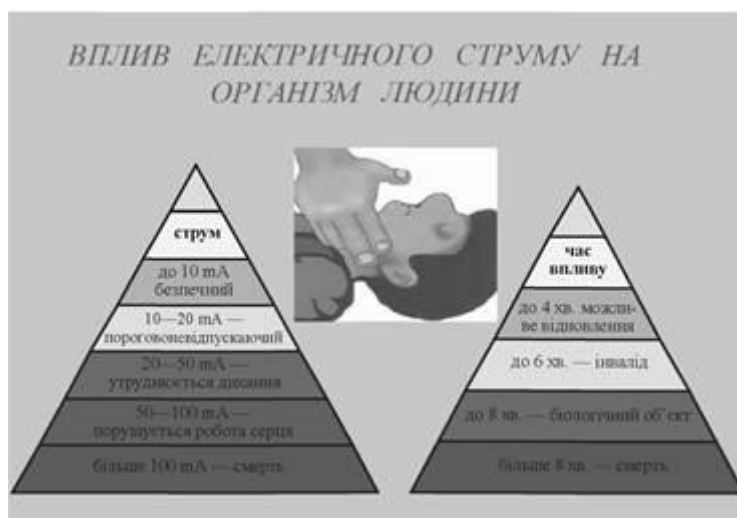 ВПЛИВ ЕЛЕКТРИЧНОГО СТРУМУ НА
ОРГАНІЗМ ЛЮДИНИ
струм
до 10 mA
безпечний
10—20 mA —
пороговоневідпускаючий
20—50 mA —
утруднюється дихання
50—100 mA —
порушується робота серця
більше 100 mA — смерть
час
впливу
до 4 хв. можли-
ве відновлення
до 6 хв. — інвалід
до 8 хв. — біологічний об’єкт
більше 8 хв. — смерть